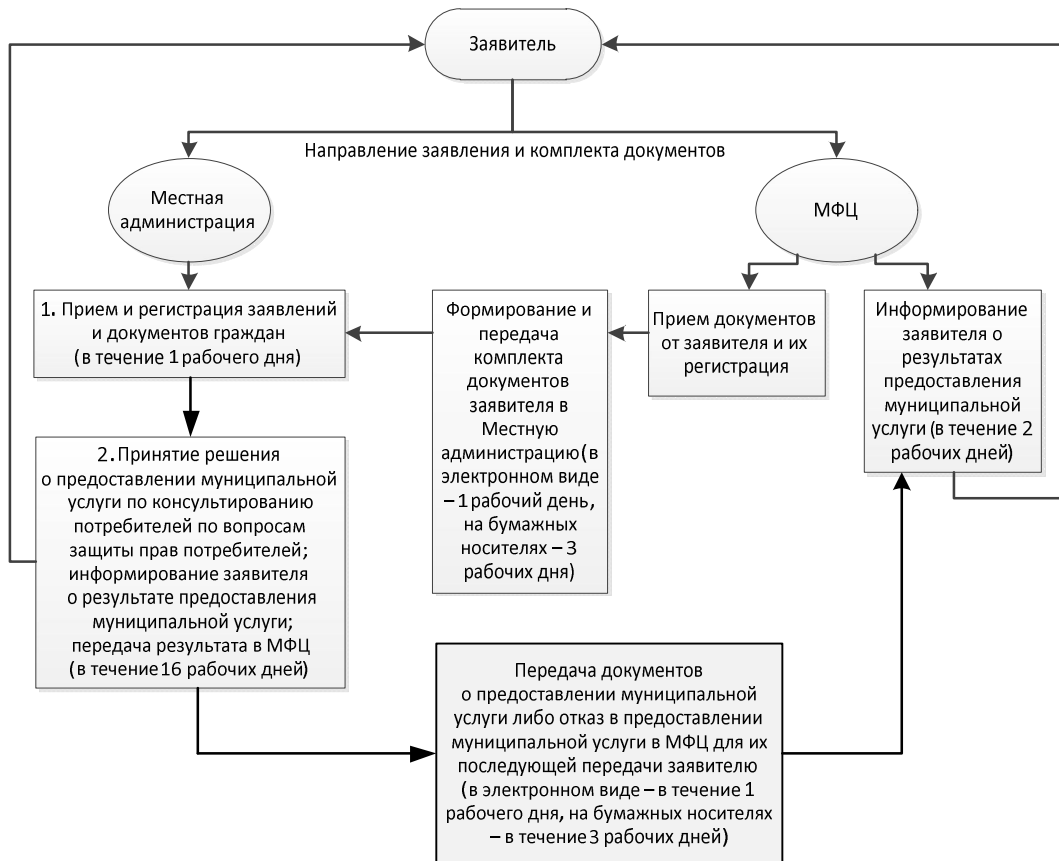 Заявитель
Направление заявления и комплекта документов
Местная
администрация
МФЦ
1. Прием и регистрация заявлений
и документов граждан
(в течение 1 рабочего дня)
Формирование и
передача
комплекта
документов
заявителя в
Местную
администрацию (в
электронном виде
– 1 рабочий день,
на бумажных
носителях – 3
рабочих дня)
Прием документов
от заявителя и их
регистрация
Информирование
заявителя о
результатах
предоставления
муниципальной
услуги (в течение 2
рабочих дней)
2. Принятие решения
о предоставлении муниципальной
услуги по консультированию
потребителей по вопросам
защиты прав потребителей;
информирование заявителя
о результате предоставления
муниципальной услуги;
передача результата в МФЦ
(в течение 16 рабочих дней)
Передача документов
о предоставлении муниципальной
услуги либо отказ в предоставлении
муниципальной услуги в МФЦ для их
последующей передачи заявителю
(в электронном виде – в течение 1
рабочего дня, на бумажных носителях
– в течение 3 рабочих дней)